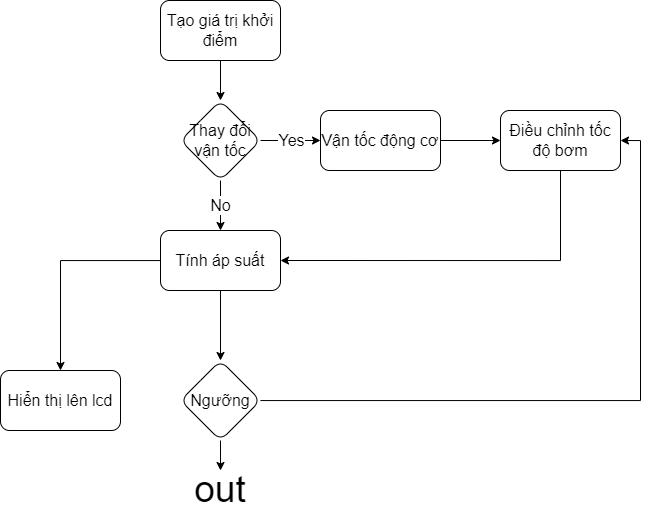 Tạo giá trị khởi
điểm
Thay đổi
vận tốc
Yes
Vận tốc động cơ
Điều chỉnh tốc
độ bơm
No
Tính áp suất
Hiển thị lên lcd
Ngưỡng
out